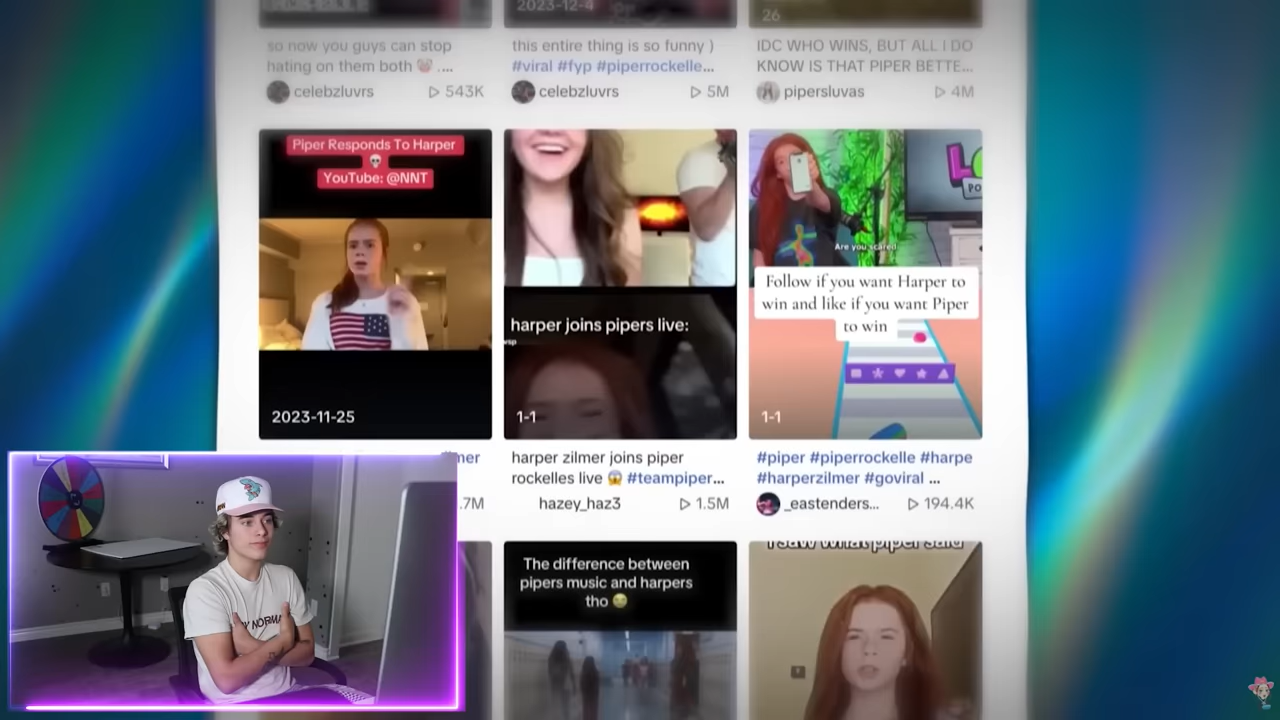 2023-12-4
26
so now you guys can stop
hating on them both 🤡 ....
celebzluvrs
543K
this entire thing is so funny )
#viral #fyp #piperrockelle...
celebzluvrs
5M
IDC WHO WINS, BUT ALL I DO
KNOW IS THAT PIPER BETTE...
pipersluvas
4M
Piper Responds To Harper
💀
YouTube: @NNT
2023-11-25
harper joins pipers live:
1-1
Are you scared
Follow if you want Harper to
win and like if you want Piper
to win
1-1
.7M
harper zilmer joins piper
rockelles live 😱 #teampiper...
hazey_haz3
1.5M
#piper #piperrockelle #harpe
#harperzilmer #goviral ...
_eastenders...
194.4K
The difference between
pipers music and harpers
tho 😂
I saw what piper said